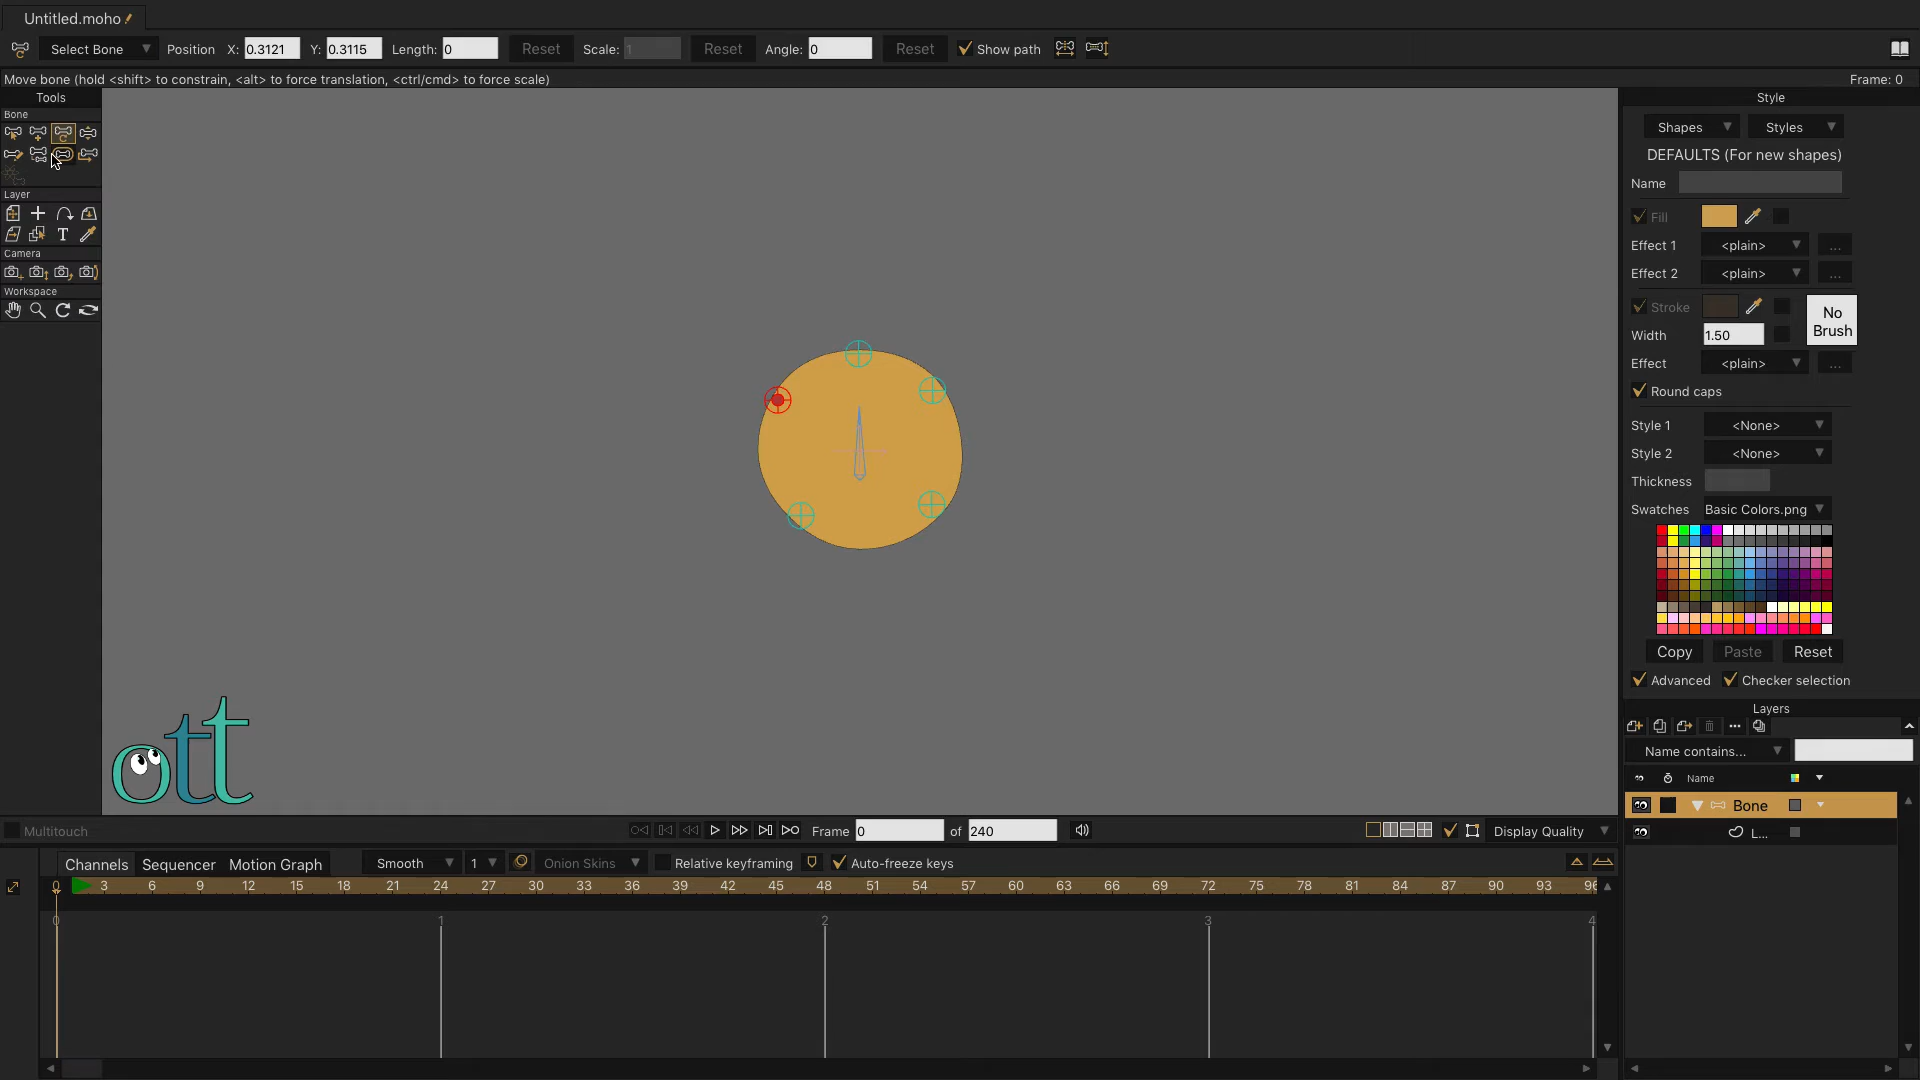 Untitled.moho
Select Bone Position X: 0.3121 Y: 0.3115 Length: 0 Reset Scale: 1 Reset Angle: 0 Reset Show path
Move bone (hold <shift> to constrain, <alt> to force translation, <ctrl/cmd> to force scale) Frame: 0
Tools
Bone
Layer
T
Camera
Workspace
Style
Shapes Styles
DEFAULTS (For new shapes)
Name
Fill
Effect 1 <plain> ...
Effect 2 <plain> ...
Stroke No Brush
Width 1.50
Effect <plain> ...
Round caps
Style 1 <None>
Style 2 <None>
Thickness
Swatches Basic Colors.png
Copy Paste Reset
Advanced Checker selection
Layers
Name contains...
Name
Bone
L...
ott
Multitouch Frame 0 of 240 Display Quality
Channels Sequencer Motion Graph Smooth 1 Onion Skins Relative keyframing Auto-freeze keys
0 3 6 9 12 15 18 21 24 27 30 33 36 39 42 45 48 51 54 57 60 63 66 69 72 75 78 81 84 87 90 93 96
0 1 2 3 4